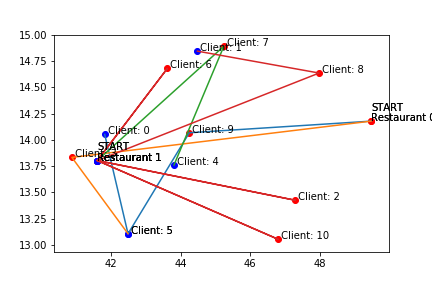 15.00
Client: 7
Client: 1
14.75
Client: 6
Client: 8
14.50
14.25
START
Restaurant 0
Client: 0
Client: 9
14.00
START
Client:
Restaurant 1
13.75
Client: 4
13.50
Client: 2
13.25
Client: 5
Client: 10
13.00
42 44 46 48